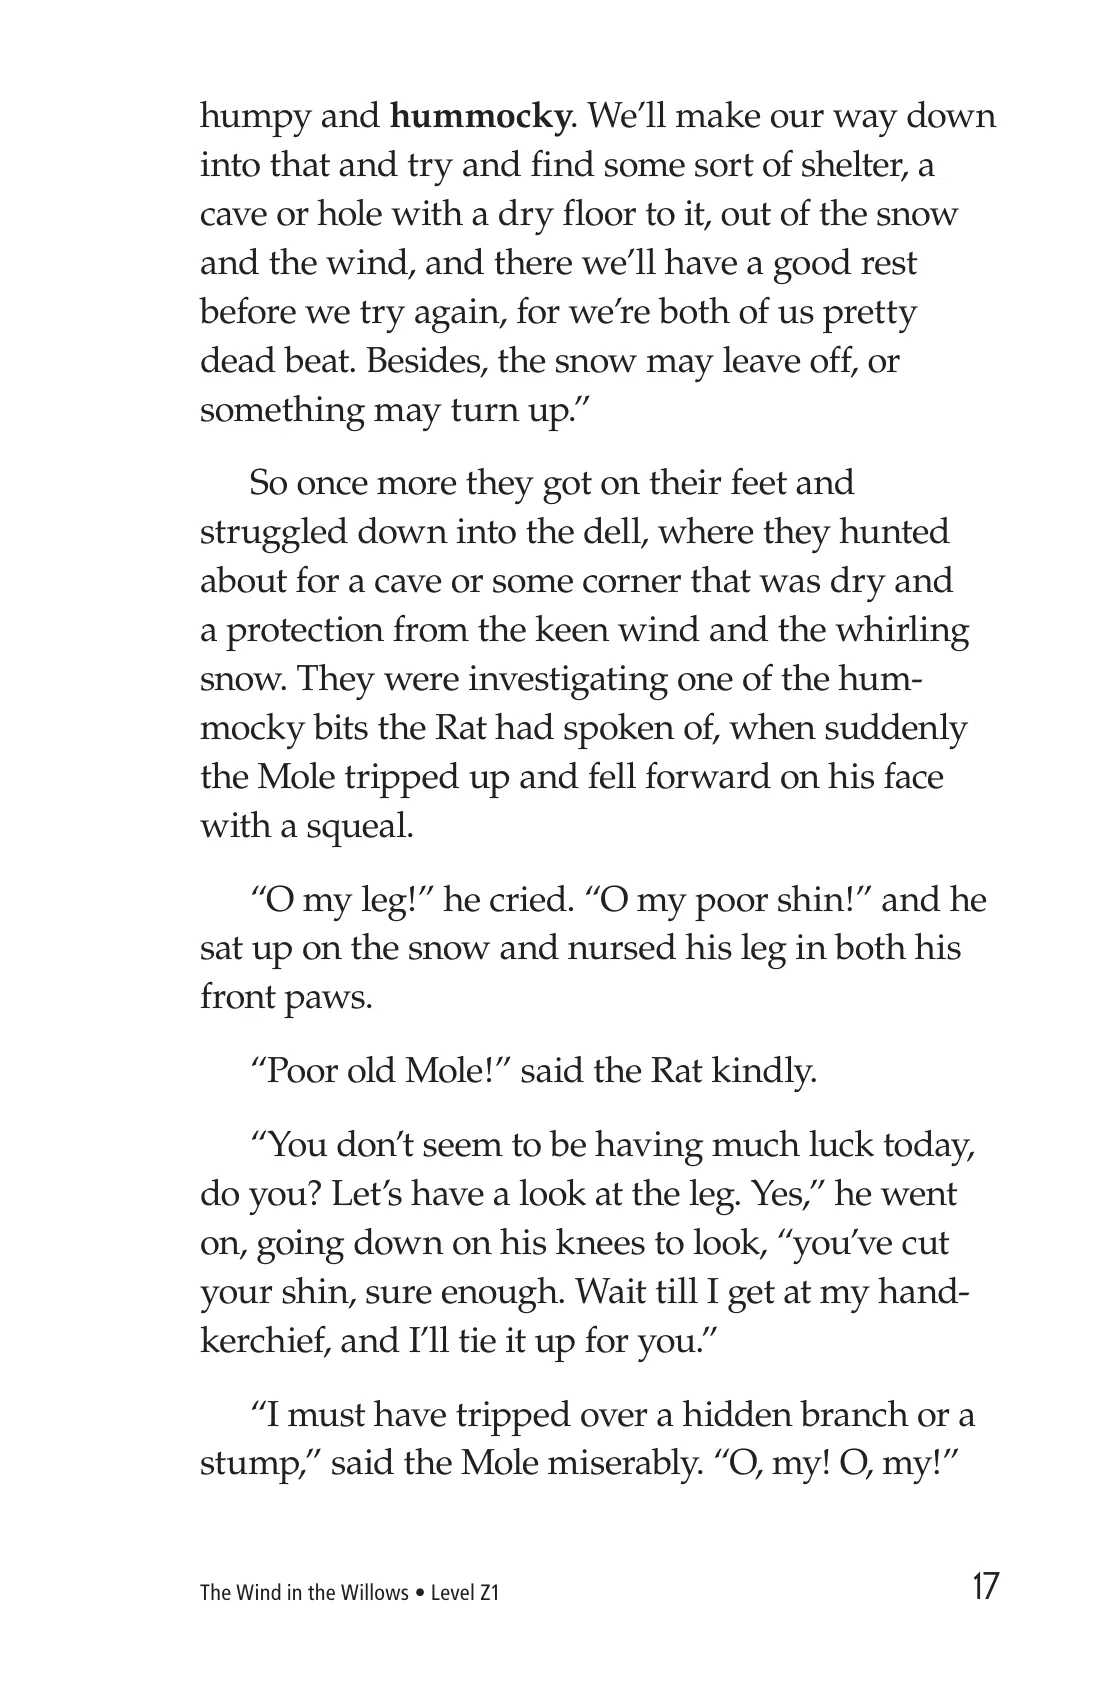 humpy and hummocky. We’ll make our way down
into that and try and find some sort of shelter, a
cave or hole with a dry floor to it, out of the snow
and the wind, and there we’ll have a good rest
before we try again, for we’re both of us pretty
dead beat. Besides, the snow may leave off, or
something may turn up.”
So once more they got on their feet and
struggled down into the dell, where they hunted
about for a cave or some corner that was dry and
a protection from the keen wind and the whirling
snow. They were investigating one of the hum-
mocky bits the Rat had spoken of, when suddenly
the Mole tripped up and fell forward on his face
with a squeal.
“O my leg!” he cried. “O my poor shin!” and he
sat up on the snow and nursed his leg in both his
front paws.
“Poor old Mole!” said the Rat kindly.
“You don’t seem to be having much luck today,
do you? Let’s have a look at the leg. Yes,” he went
on, going down on his knees to look, “you’ve cut
your shin, sure enough. Wait till I get at my hand-
kerchief, and I’ll tie it up for you.”
“I must have tripped over a hidden branch or a
stump,” said the Mole miserably. “O, my! O, my!”
The Wind in the Willows • Level Z1
17